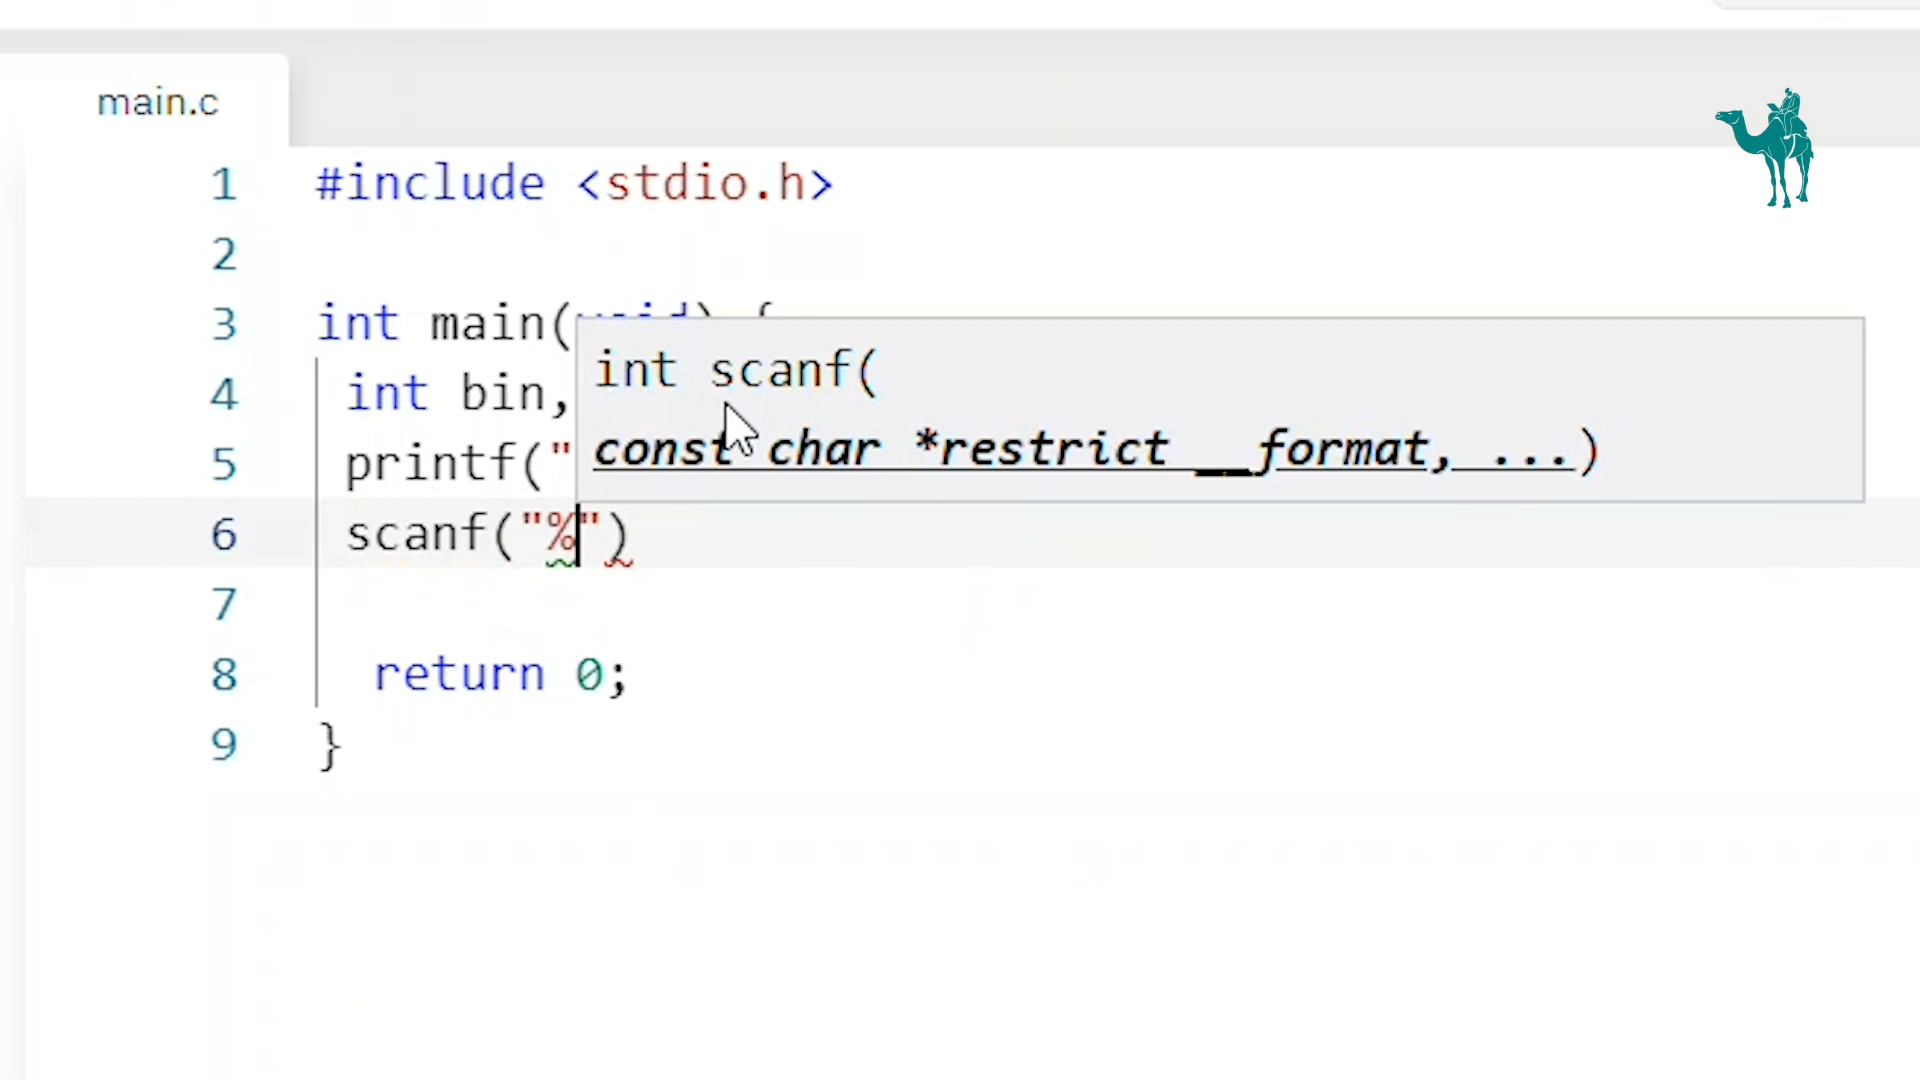 main.c
1 #include <stdio.h>
2
3 int main(void) {
int scanf(
4 int bin,
const char *restrict __format, ...)
5 printf("
6 scanf("%")
7
8 return 0;
9 }